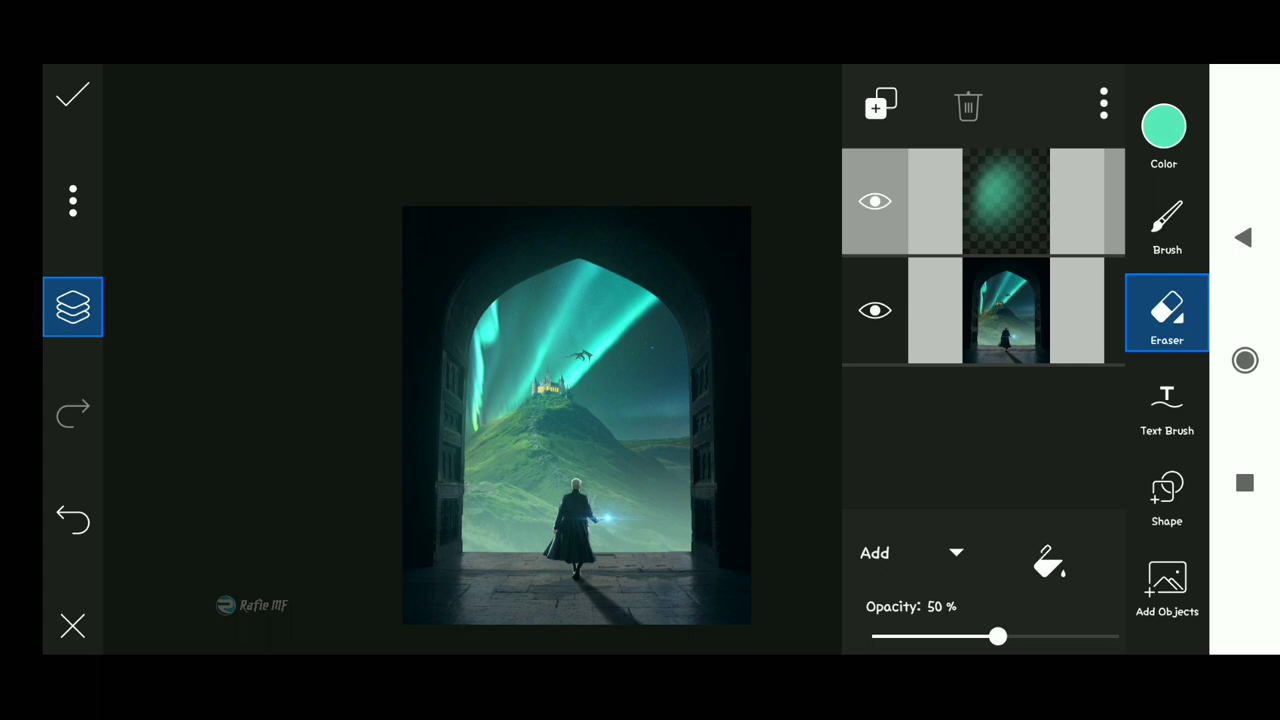 Color
Brush
Eraser
Text Brush
Shape
Add Objects
Add
Opacity: 50 %
Rafie MF